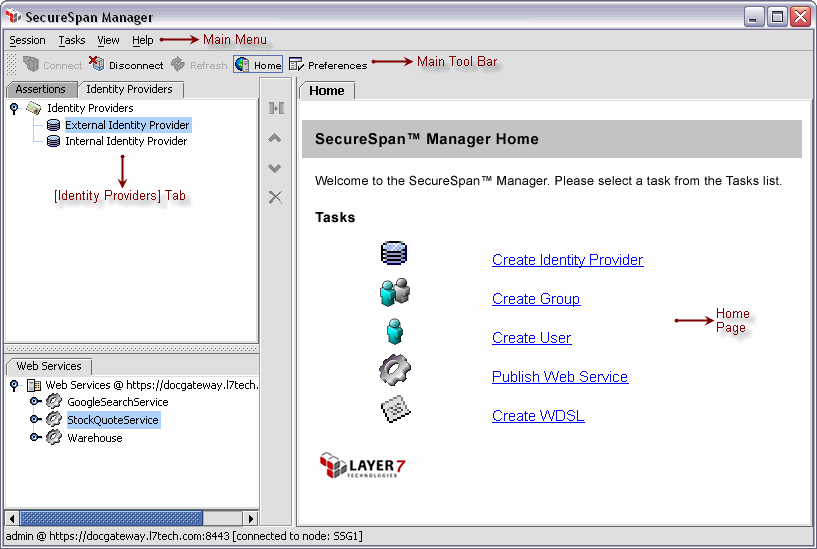 SecureSpan Manager
Session Tasks View Help Main Menu
Connect Disconnect Refresh Home Preferences Main Tool Bar
Assertions Identity Providers
Identity Providers
External Identity Provider
Internal Identity Provider
[Identity Providers] Tab
Home
SecureSpan™ Manager Home
Welcome to the SecureSpan™ Manager. Please select a task from the Tasks list.
Tasks
Create Identity Provider
Create Group
Create User
Publish Web Service
Create WDSL
Home
Page
LAYER 7
TECHNOLOGIES
Web Services
Web Services @ https://docgateway.l7tech.
GoogleSearchService
StockQuoteService
Warehouse
admin @ https://docgateway.l7tech.com:8443 [connected to node: SSG1]